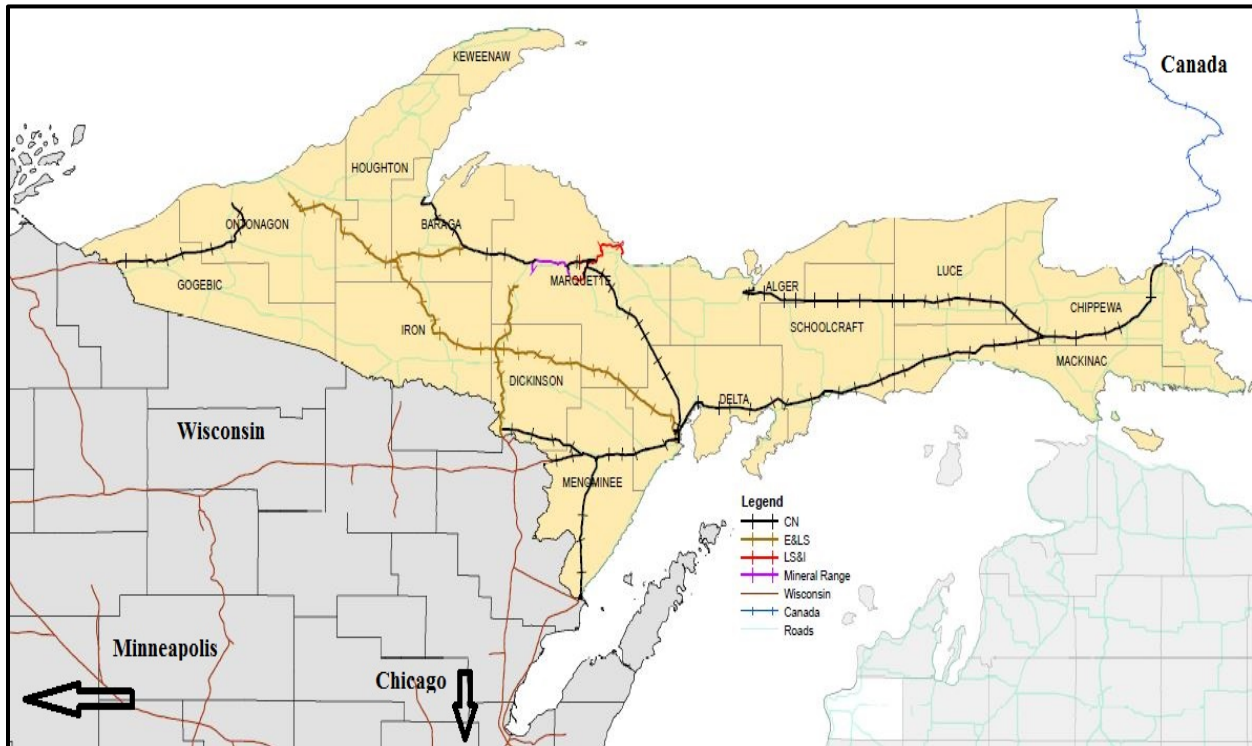 KEWEENAW
Canada
HOUGHTON
ONTONAGON
BARAGA
GOGEBIC
MARQUETTE
ALGER
LUCE
CHIPPEWA
IRON
SCHOOLCRAFT
MACKINAC
DICKINSON
DELTA
Wisconsin
MENOMINEE
Legend
CN
E&LS
LS&I
Mineral Range
Wisconsin
Canada
Roads
Minneapolis
Chicago